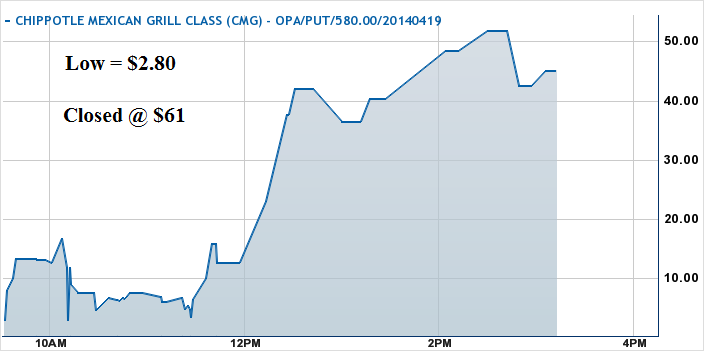 – CHIPPOTLE MEXICAN GRILL CLASS (CMG) - OPA/PUT/580.00/20140419
Low = $2.80
Closed @ $61
50.00
40.00
30.00
20.00
10.00
10AM 12PM 2PM 4PM